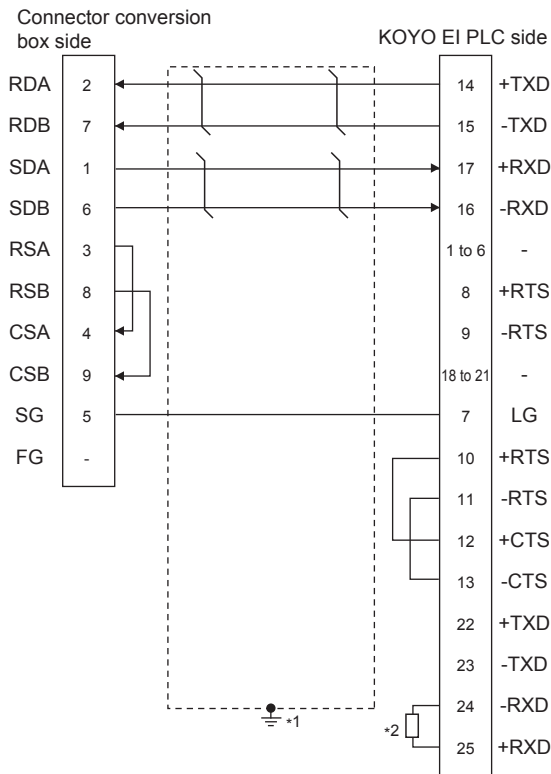 Connector conversion
box side
KOYO EI PLC side
RDA 2 14 +TXD
RDB 7 15 -TXD
SDA 1 17 +RXD
SDB 6 16 -RXD
RSA 3 1 to 6 -
RSB 8 8 +RTS
CSA 4 9 -RTS
CSB 9 18 to 21 -
SG 5 7 LG
FG - 10 +RTS
11 -RTS
12 +CTS
13 -CTS
22 +TXD
23 -TXD
*1 *2 24 -RXD
25 +RXD